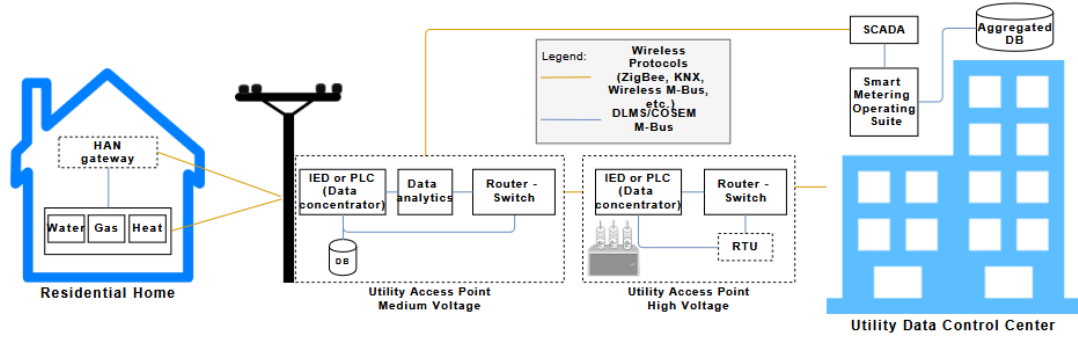 HAN
gateway
Water
Gas
Heat
Residential Home
IED or PLC
(Data
concentrator)
Data
analytics
Router -
Switch
DB
Utility Access Point
Medium Voltage
Legend:
Wireless
Protocols
(ZigBee, KNX,
Wireless M-Bus,
etc.)
DLMS/COSEM
M-Bus
IED or PLC
(Data
concentrator)
Router -
Switch
RTU
Utility Access Point
High Voltage
SCADA
Smart
Metering
Operating
Suite
Aggregated
DB
Utility Data Control Center